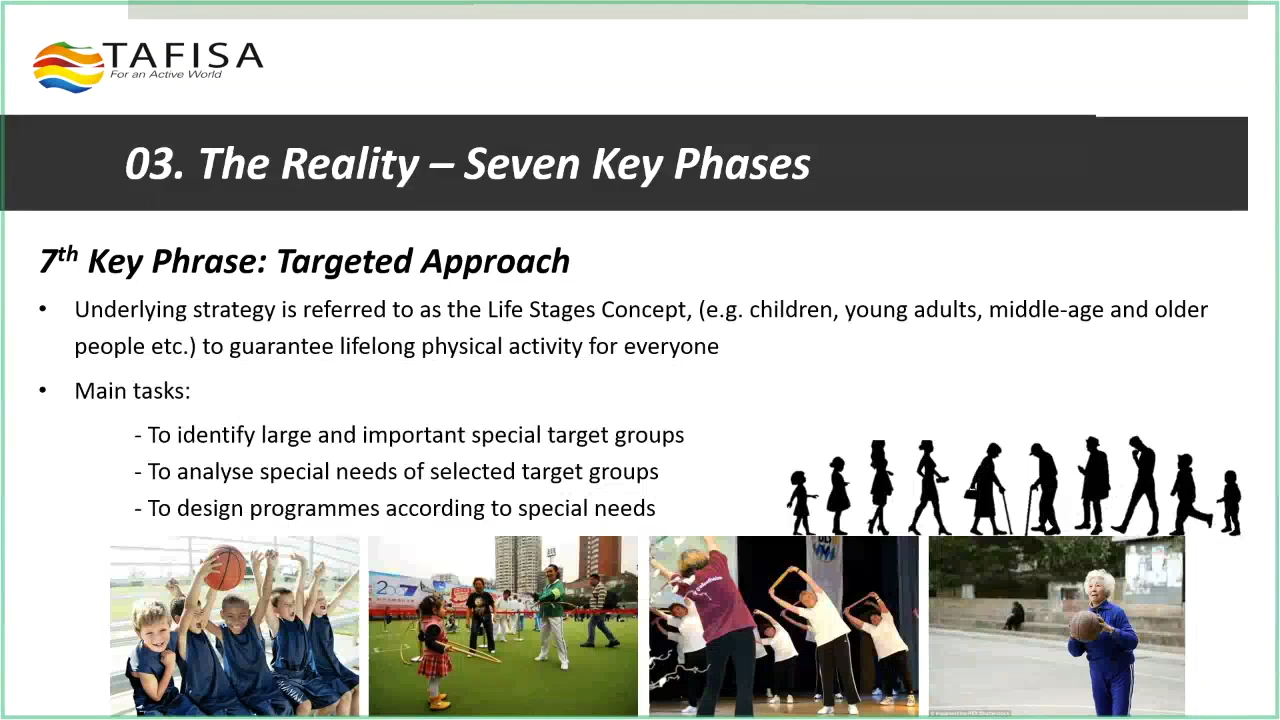 TAFISA
For an Active World
03. The Reality – Seven Key Phases
7th Key Phrase: Targeted Approach
• Underlying strategy is referred to as the Life Stages Concept, (e.g. children, young adults, middle-age and older
people etc.) to guarantee lifelong physical activity for everyone
• Main tasks:
- To identify large and important special target groups
- To analyse special needs of selected target groups
- To design programmes according to special needs